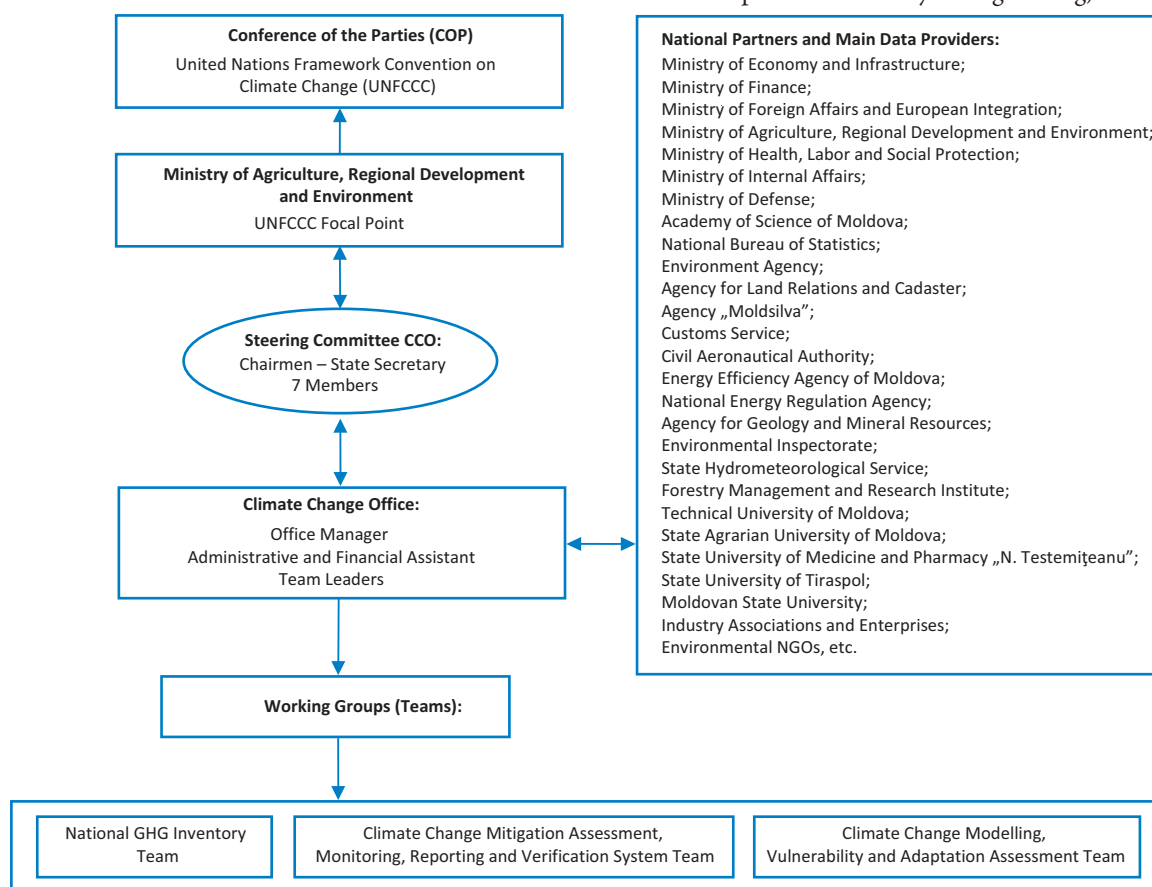 Conference of the Parties (COP)
United Nations Framework Convention on
Climate Change (UNFCCC)
Ministry of Agriculture, Regional Development
and Environment
UNFCCC Focal Point
Steering Committee CCO:
Chairmen – State Secretary
7 Members
Climate Change Office:
Office Manager
Administrative and Financial Assistant
Team Leaders
National Partners and Main Data Providers:
Ministry of Economy and Infrastructure;
Ministry of Finance;
Ministry of Foreign Affairs and European Integration;
Ministry of Agriculture, Regional Development and Environment;
Ministry of Health, Labor and Social Protection;
Ministry of Internal Affairs;
Ministry of Defense;
Academy of Science of Moldova;
National Bureau of Statistics;
Environment Agency;
Agency for Land Relations and Cadaster;
Agency „Moldsilva”;
Customs Service;
Civil Aeronautical Authority;
Energy Efficiency Agency of Moldova;
National Energy Regulation Agency;
Agency for Geology and Mineral Resources;
Environmental Inspectorate;
State Hydrometeorological Service;
Forestry Management and Research Institute;
Technical University of Moldova;
State Agrarian University of Moldova;
State University of Medicine and Pharmacy „N. Testemiţeanu”;
State University of Tiraspol;
Moldovan State University;
Industry Associations and Enterprises;
Environmental NGOs, etc.
Working Groups (Teams):
National GHG Inventory
Team
Climate Change Mitigation Assessment,
Monitoring, Reporting and Verification System Team
Climate Change Modelling,
Vulnerability and Adaptation Assessment Team